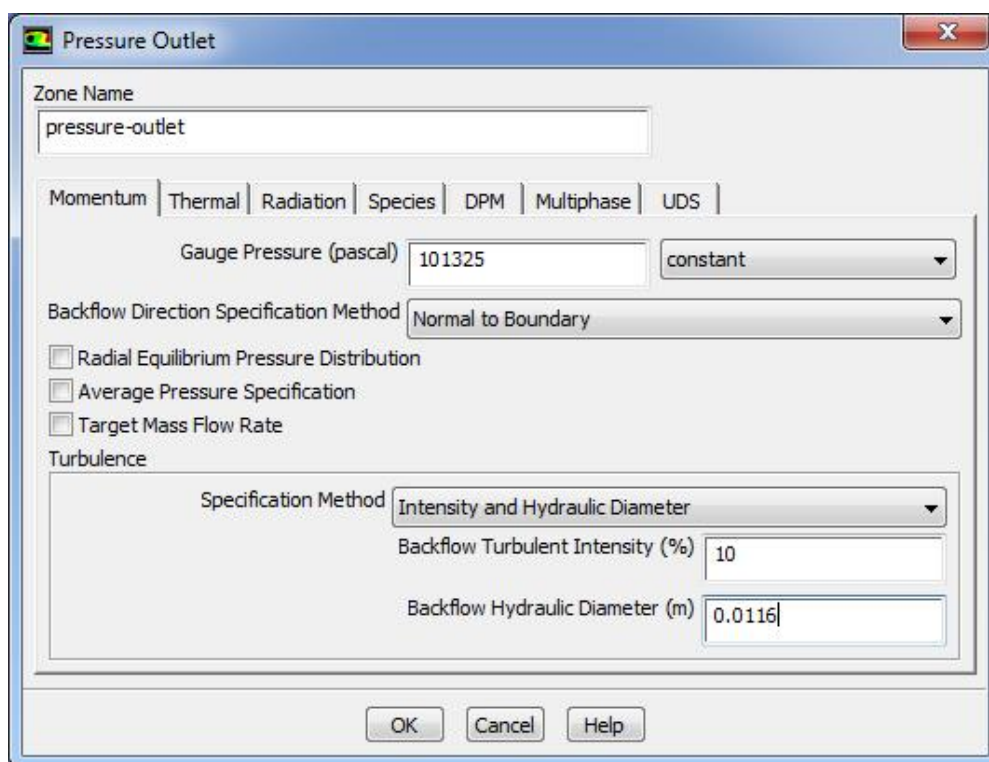 Pressure Outlet
Zone Name
pressure-outlet
Momentum Thermal Radiation Species DPM Multiphase UDS
Gauge Pressure (pascal) 101325 constant
Backflow Direction Specification Method Normal to Boundary
Radial Equilibrium Pressure Distribution
Average Pressure Specification
Target Mass Flow Rate
Turbulence
Specification Method Intensity and Hydraulic Diameter
Backflow Turbulent Intensity (%) 10
Backflow Hydraulic Diameter (m) 0.0116
OK Cancel Help